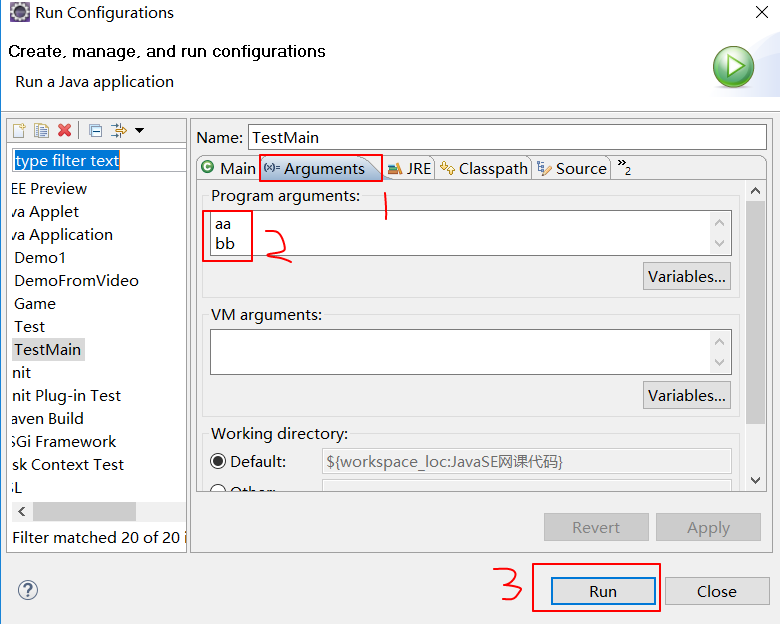 Run Configurations
Create, manage, and run configurations
Run a Java application
type filter text
EE Preview
va Applet
va Application
Demo1
DemoFromVideo
Game
Test
TestMain
nit
nit Plug-in Test
aven Build
SGi Framework
sk Context Test
SL
Filter matched 20 of 20 i
Name: TestMain
Main (x)= Arguments JRE Classpath Source »2
1
Program arguments:
aa
bb
2
Variables...
VM arguments:
Variables...
Working directory:
Default: ${workspace_loc:JavaSE网课代码}
Other:
Revert Apply
3
Run Close